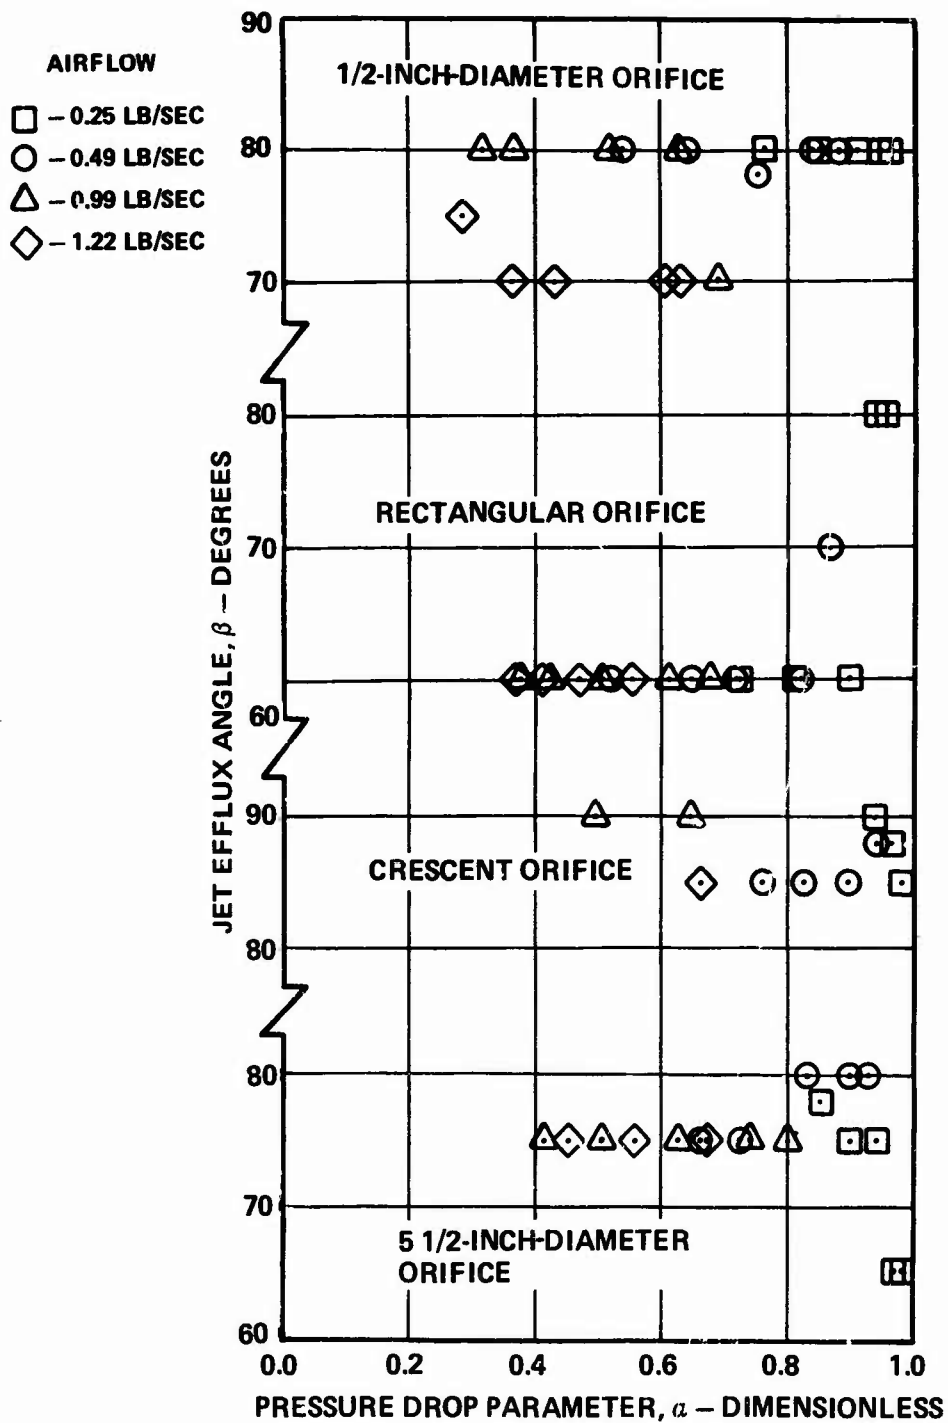 AIRFLOW
– 0.25 LB/SEC
– 0.49 LB/SEC
– 0.99 LB/SEC
– 1.22 LB/SEC
90
1/2-INCH-DIAMETER ORIFICE
80
70
80
RECTANGULAR ORIFICE
70
60
90
CRESCENT ORIFICE
80
80
70
5 1/2-INCH-DIAMETER
ORIFICE
60
JET EFFLUX ANGLE, β – DEGREES
0.0 0.2 0.4 0.6 0.8 1.0
PRESSURE DROP PARAMETER, α – DIMENSIONLESS